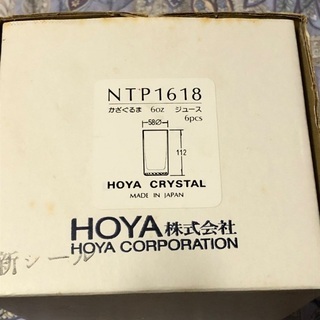 NTP1618
かざぐるま 6oz ジュース
6pcs
58Ø
112
HOYA CRYSTAL
MADE IN JAPAN
HOYA株式会社
HOYA CORPORATION
新シール